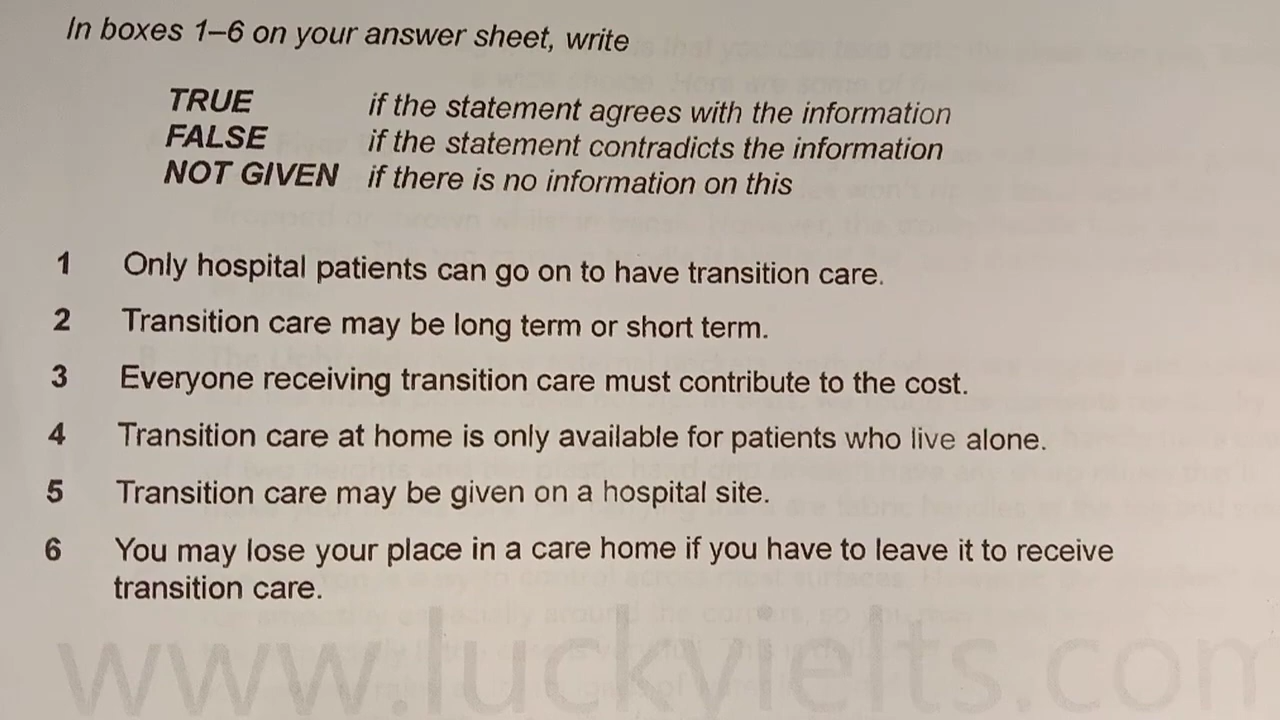 In boxes 1–6 on your answer sheet, write
TRUE if the statement agrees with the information
FALSE if the statement contradicts the information
NOT GIVEN if there is no information on this
1 Only hospital patients can go on to have transition care.
2 Transition care may be long term or short term.
3 Everyone receiving transition care must contribute to the cost.
4 Transition care at home is only available for patients who live alone.
5 Transition care may be given on a hospital site.
6 You may lose your place in a care home if you have to leave it to receive
transition care.
www.luckyielts.com